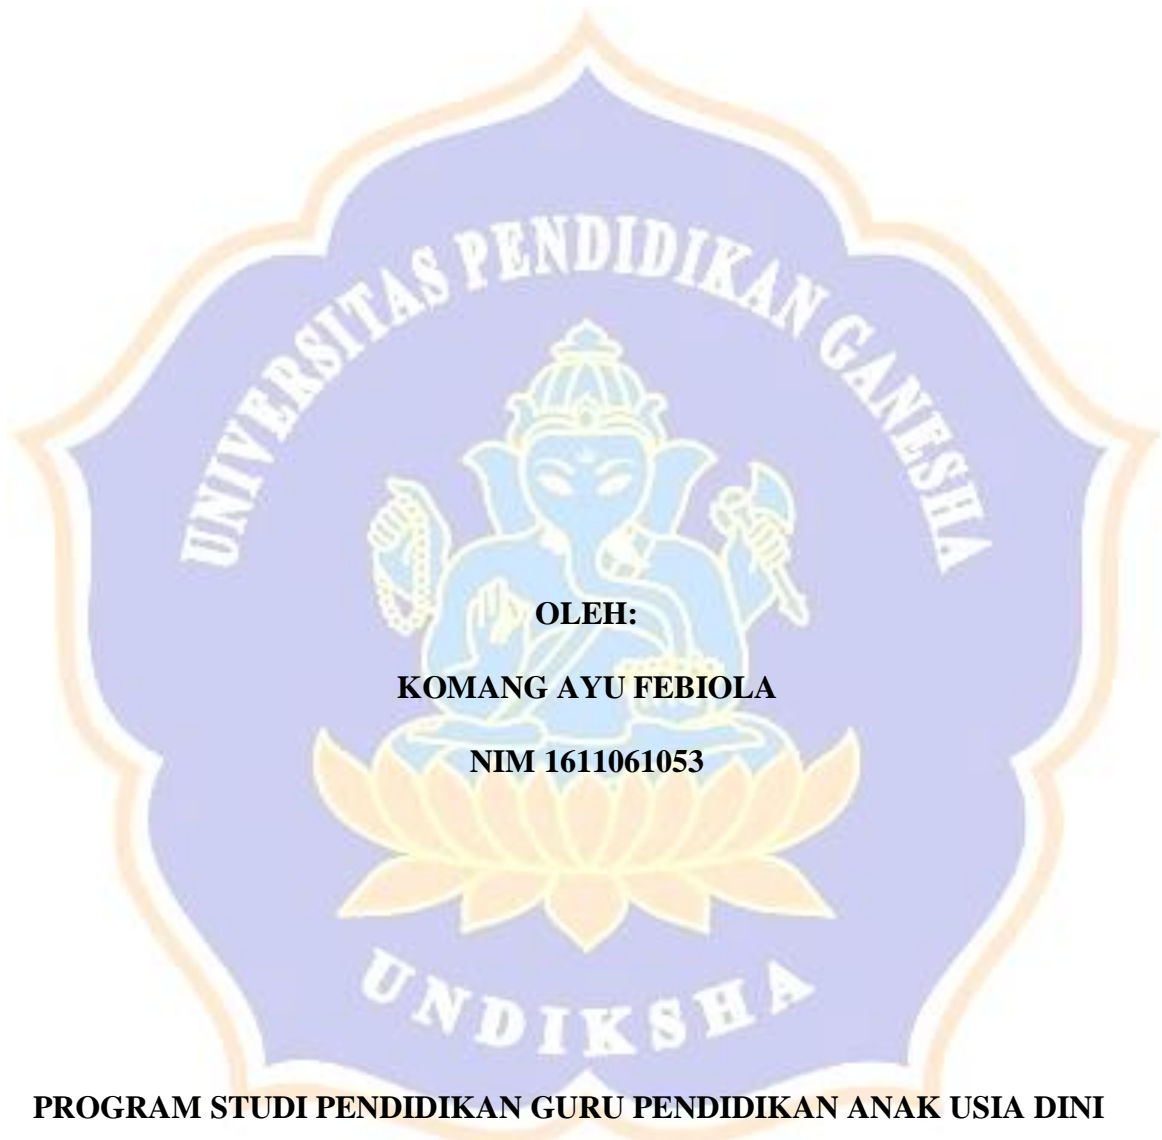 UNIVERSITAS PENDIDIKAN GANESHA
OLEH:
KOMANG AYU FEBIOLA
NIM 1611061053
UNDIKSHA
PROGRAM STUDI PENDIDIKAN GURU PENDIDIKAN ANAK USIA DINI